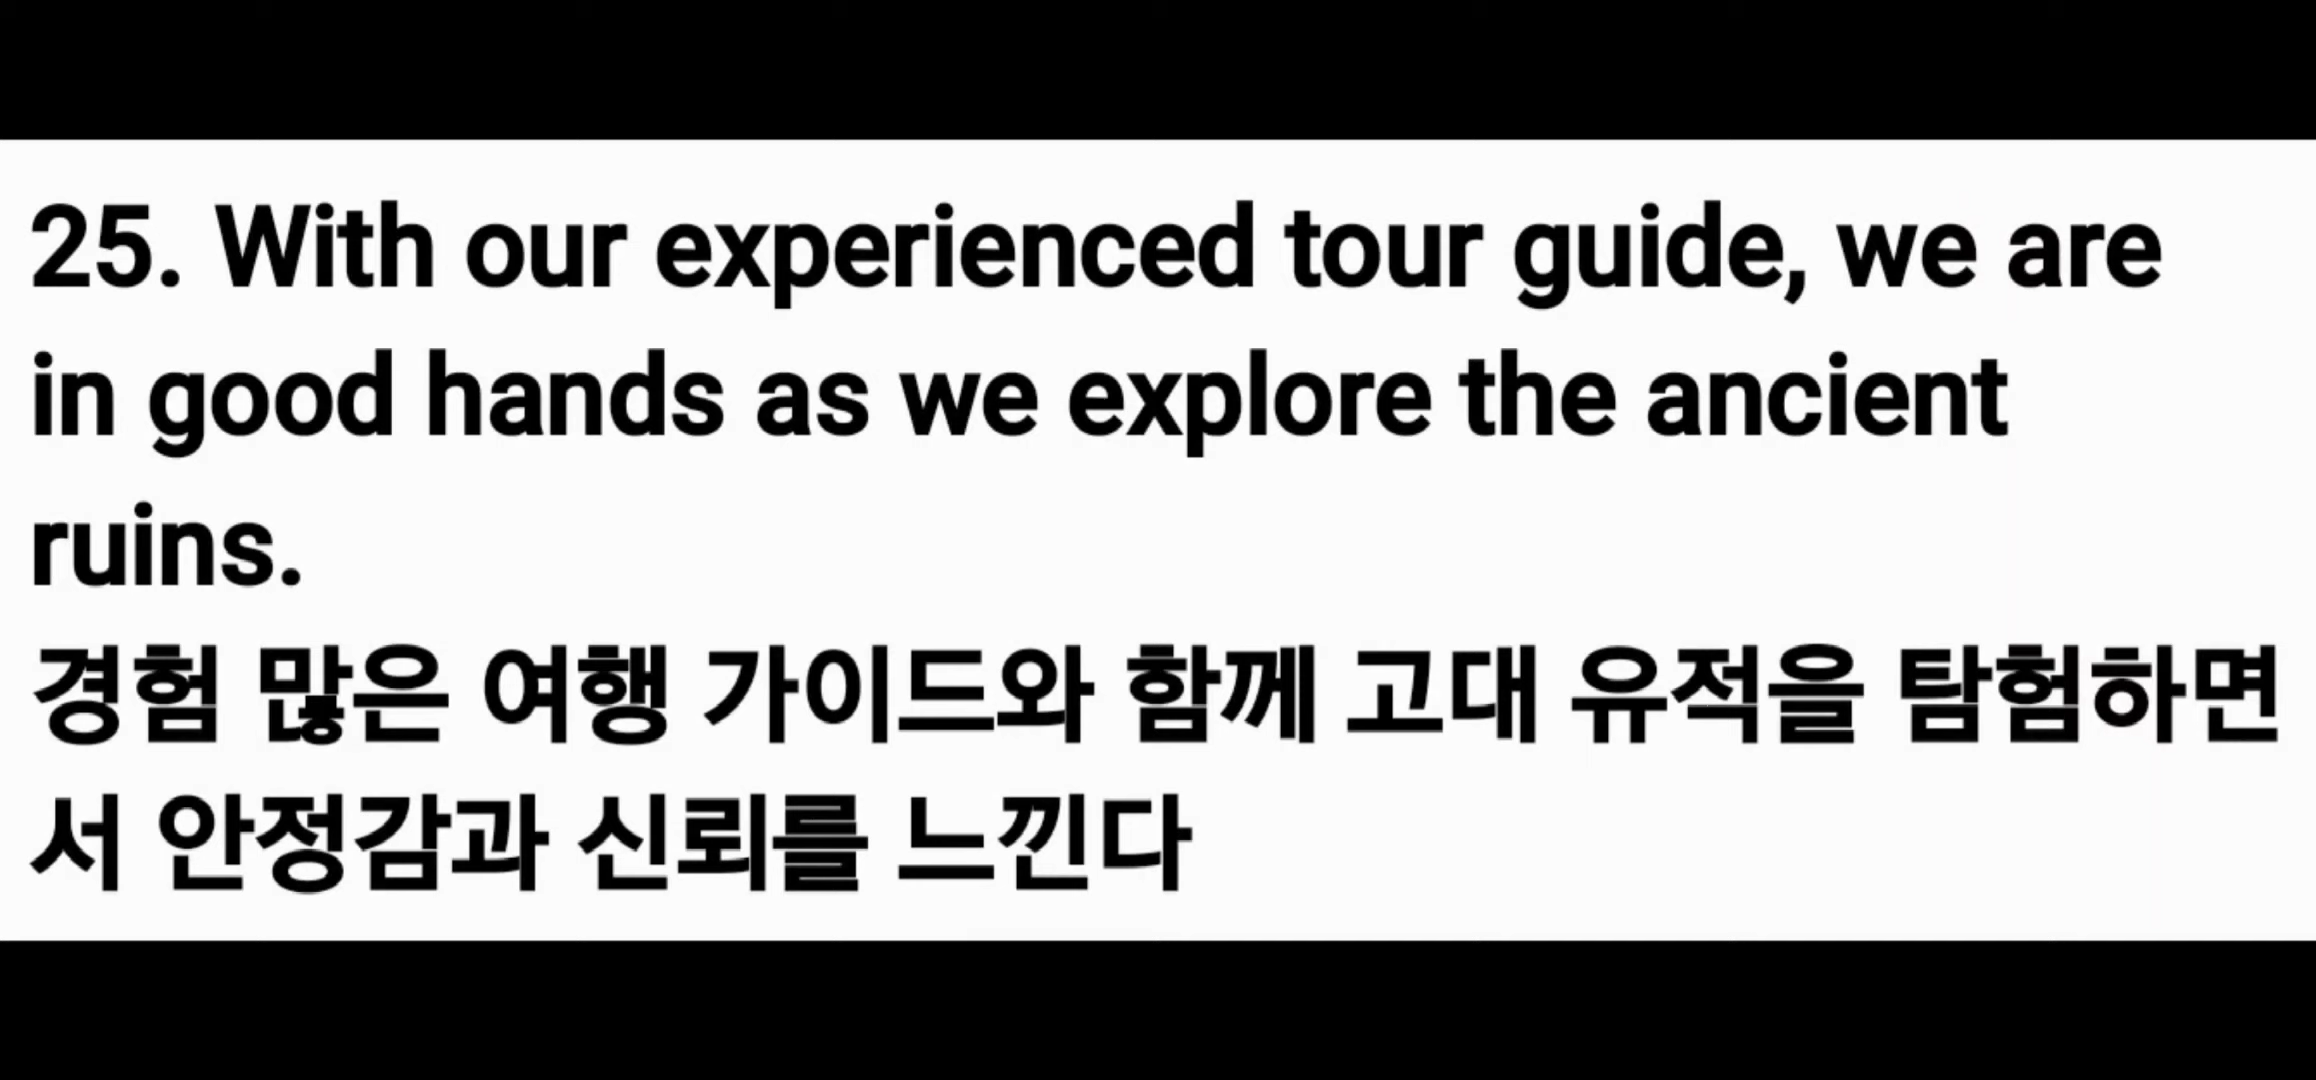 25. With our experienced tour guide, we are
in good hands as we explore the ancient
ruins.
경험 많은 여행 가이드와 함께 고대 유적을 탐험하면
서 안정감과 신뢰를 느낀다